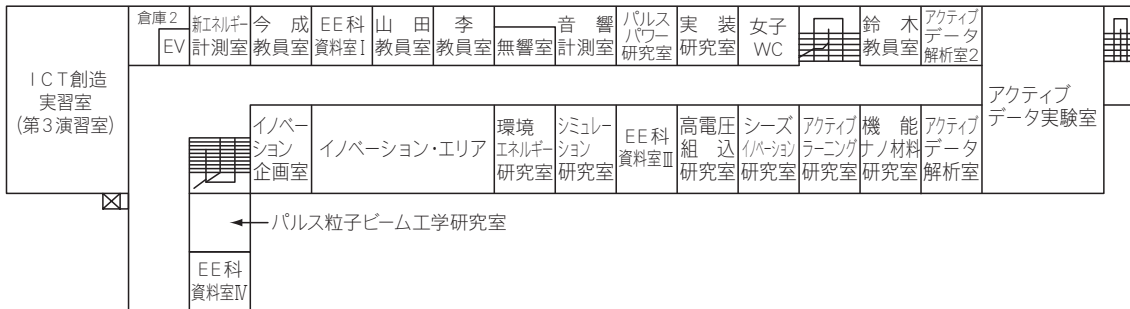 ICT創造
実習室
(第3演習室)
倉庫2
EV
新エネルギー
計測室
今成
教員室
EE科
資料室Ⅰ
山田
教員室
李
教員室
無響室
音響
計測室
パルス
パワー
研究室
実装
研究室
女子
WC
鈴木
教員室
アクティブ
データ
解析室2
アクティブ
データ実験室
イノベー
ション
企画室
イノベーション・エリア
環境
エネルギー
研究室
シミュレー
ション
研究室
EE科
資料室Ⅲ
高電圧
組込
研究室
シーズ
イノベーション
研究室
アクティブ
ラーニング
研究室
機能
ナノ材料
研究室
アクティブ
データ
解析室
パルス粒子ビーム工学研究室
EE科
資料室Ⅳ